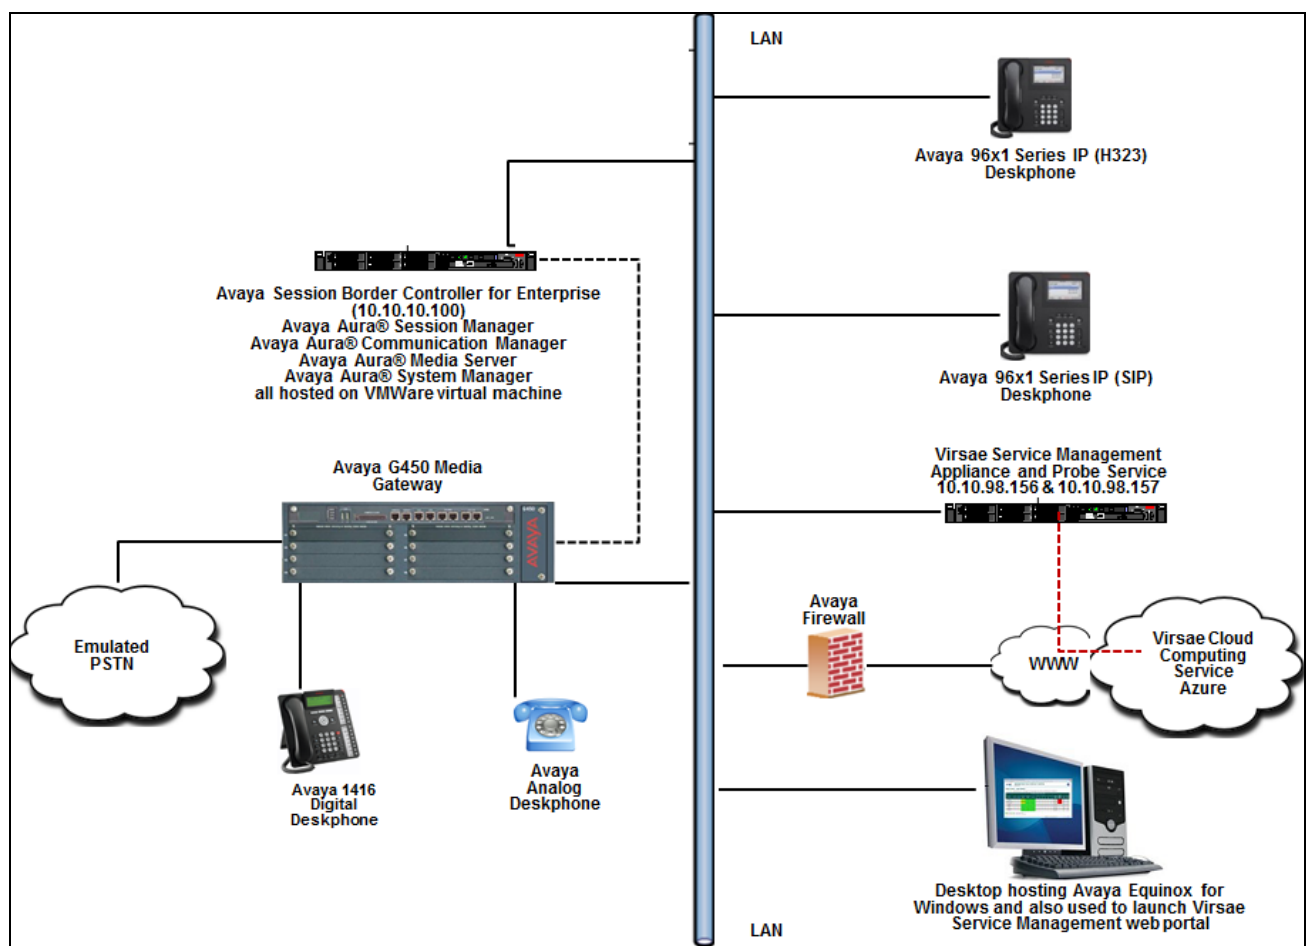 LAN
Avaya 96x1 Series IP (H323)
Deskphone
Avaya Session Border Controller for Enterprise
(10.10.10.100)
Avaya Aura® Session Manager
Avaya Aura® Communication Manager
Avaya Aura® Media Server
Avaya Aura® System Manager
all hosted on VMWare virtual machine
Avaya 96x1 Series IP (SIP)
Deskphone
Avaya G450 Media
Gateway
AVAYA
Virsae Service Management
Appliance and Probe Service
10.10.98.156 & 10.10.98.157
Emulated
PSTN
Avaya
Firewall
WWW
Virsae Cloud
Computing
Service
Azure
Avaya 1416
Digital
Deskphone
Avaya
Analog
Deskphone
Desktop hosting Avaya Equinox for
Windows and also used to launch Virsae
Service Management web portal
LAN